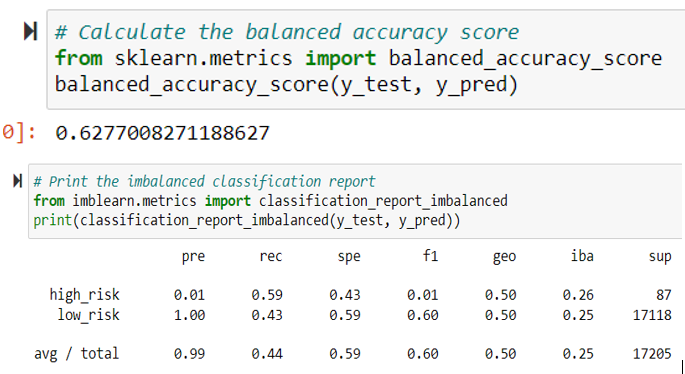 # Calculate the balanced accuracy score
from sklearn.metrics import balanced_accuracy_score
balanced_accuracy_score(y_test, y_pred)
0]: 0.6277008271188627
# Print the imbalanced classification report
from imblearn.metrics import classification_report_imbalanced
print(classification_report_imbalanced(y_test, y_pred))
pre rec spe f1 geo iba sup
high_risk 0.01 0.59 0.43 0.01 0.50 0.26 87
low_risk 1.00 0.43 0.59 0.60 0.50 0.25 17118
avg / total 0.99 0.44 0.59 0.60 0.50 0.25 17205